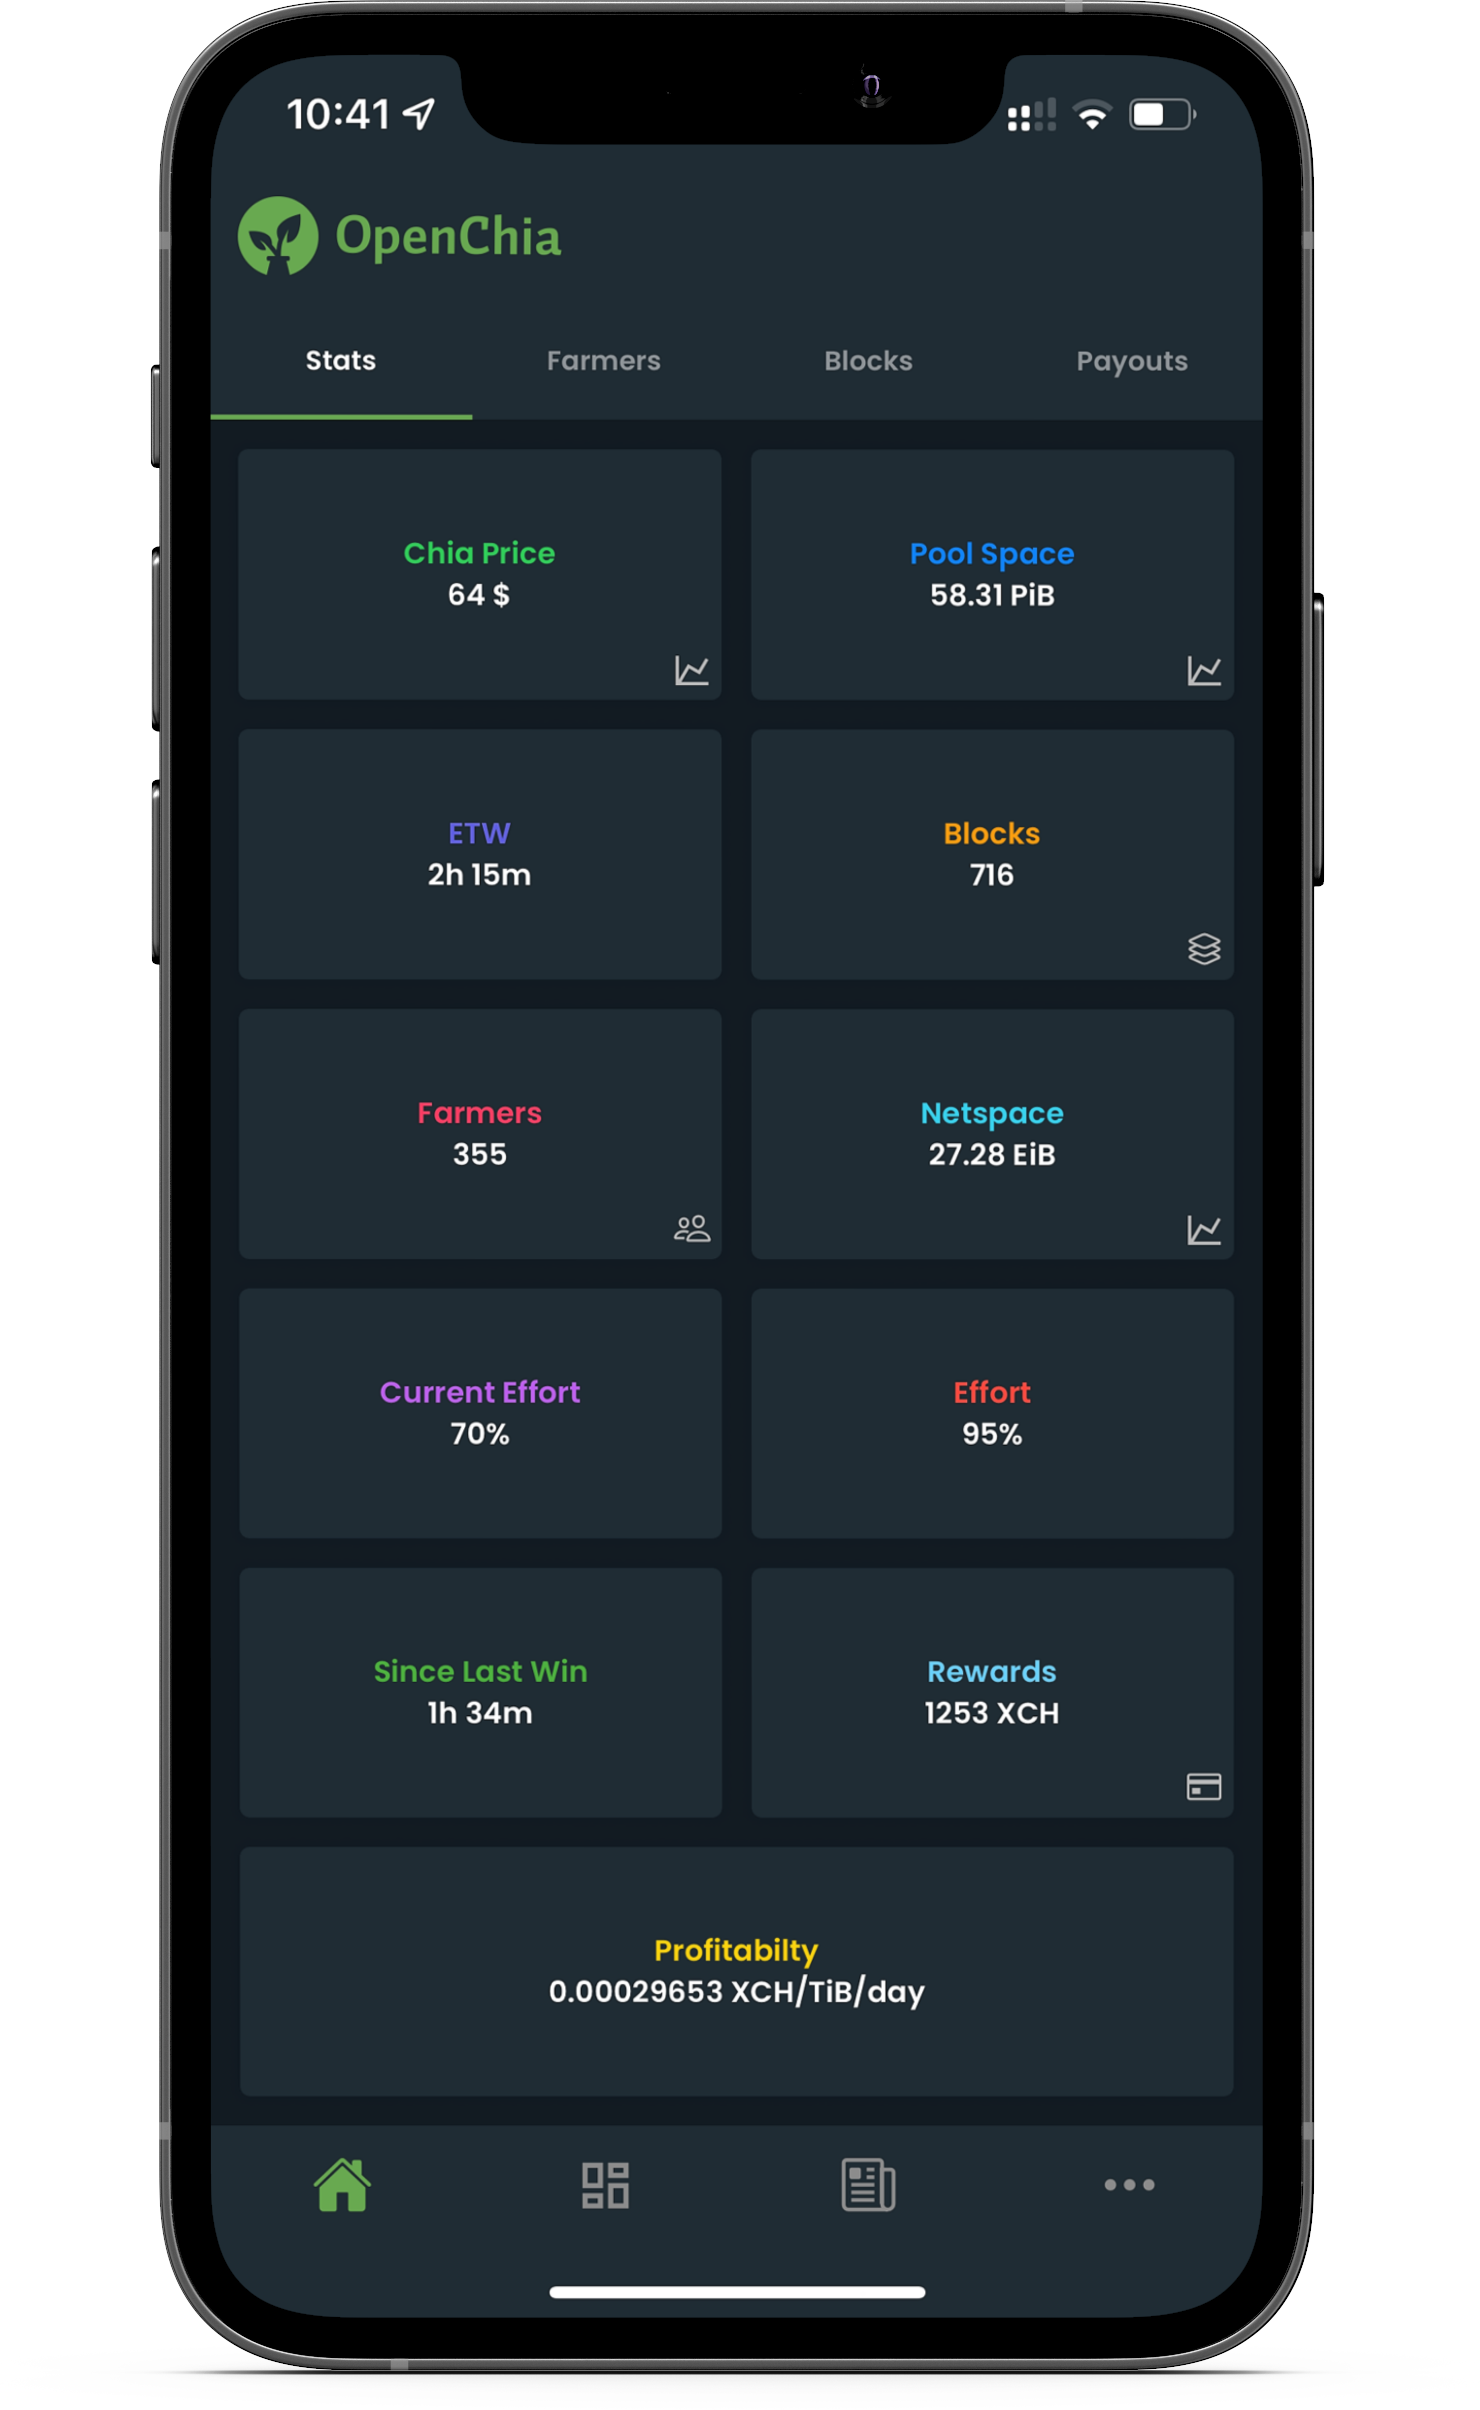 10:41
OpenChia
Stats
Farmers
Blocks
Payouts
Chia Price
64 $
Pool Space
58.31 PiB
ETW
2h 15m
Blocks
716
Farmers
355
Netspace
27.28 EiB
Current Effort
70%
Effort
95%
Since Last Win
1h 34m
Rewards
1253 XCH
Profitabilty
0.00029653 XCH/TiB/day